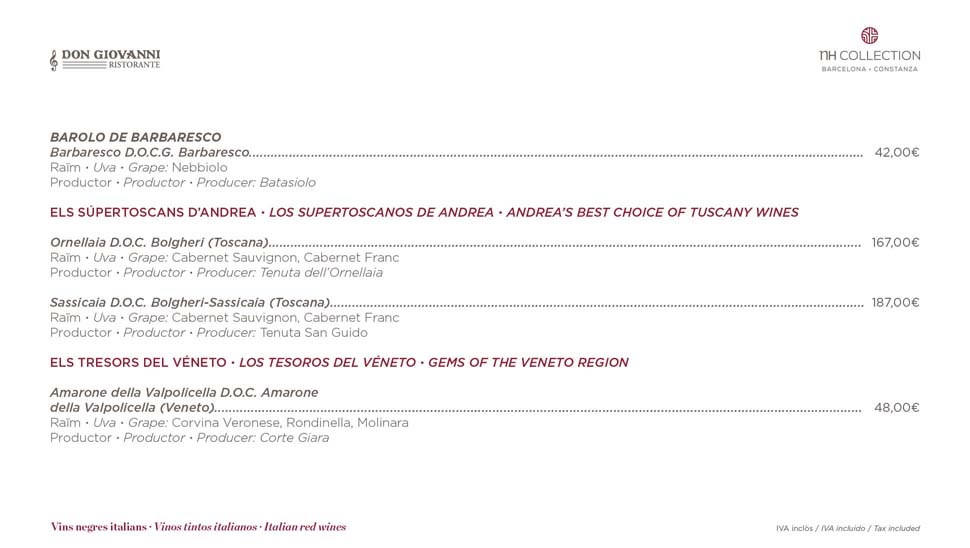 DON GIOVANNI
RISTORANTE
NH COLLECTION
BARCELONA • CONSTANZA
BAROLO DE BARBARESCO
Barbaresco D.O.C.G. Barbaresco.......... 42,00€
Raïm • Uva • Grape: Nebbiolo
Productor • Productor • Producer: Batasiolo
ELS SÚPERTOSCANS D’ANDREA • LOS SUPERTOSCANOS DE ANDREA • ANDREA’S BEST CHOICE OF TUSCANY WINES
Ornellaia D.O.C. Bolgheri (Toscana).......... 167,00€
Raïm • Uva • Grape: Cabernet Sauvignon, Cabernet Franc
Productor • Productor • Producer: Tenuta dell’Ornellaia
Sassicaia D.O.C. Bolgheri-Sassicaia (Toscana).......... 187,00€
Raïm • Uva • Grape: Cabernet Sauvignon, Cabernet Franc
Productor • Productor • Producer: Tenuta San Guido
ELS TRESORS DEL VÉNETO • LOS TESOROS DEL VÉNETO • GEMS OF THE VENETO REGION
Amarone della Valpolicella D.O.C. Amarone
della Valpolicella (Veneto).......... 48,00€
Raïm • Uva • Grape: Corvina Veronese, Rondinella, Molinara
Productor • Productor • Producer: Corte Giara
Vins negres italians • Vinos tintos italianos • Italian red wines
IVA inclòs / IVA incluido / Tax included